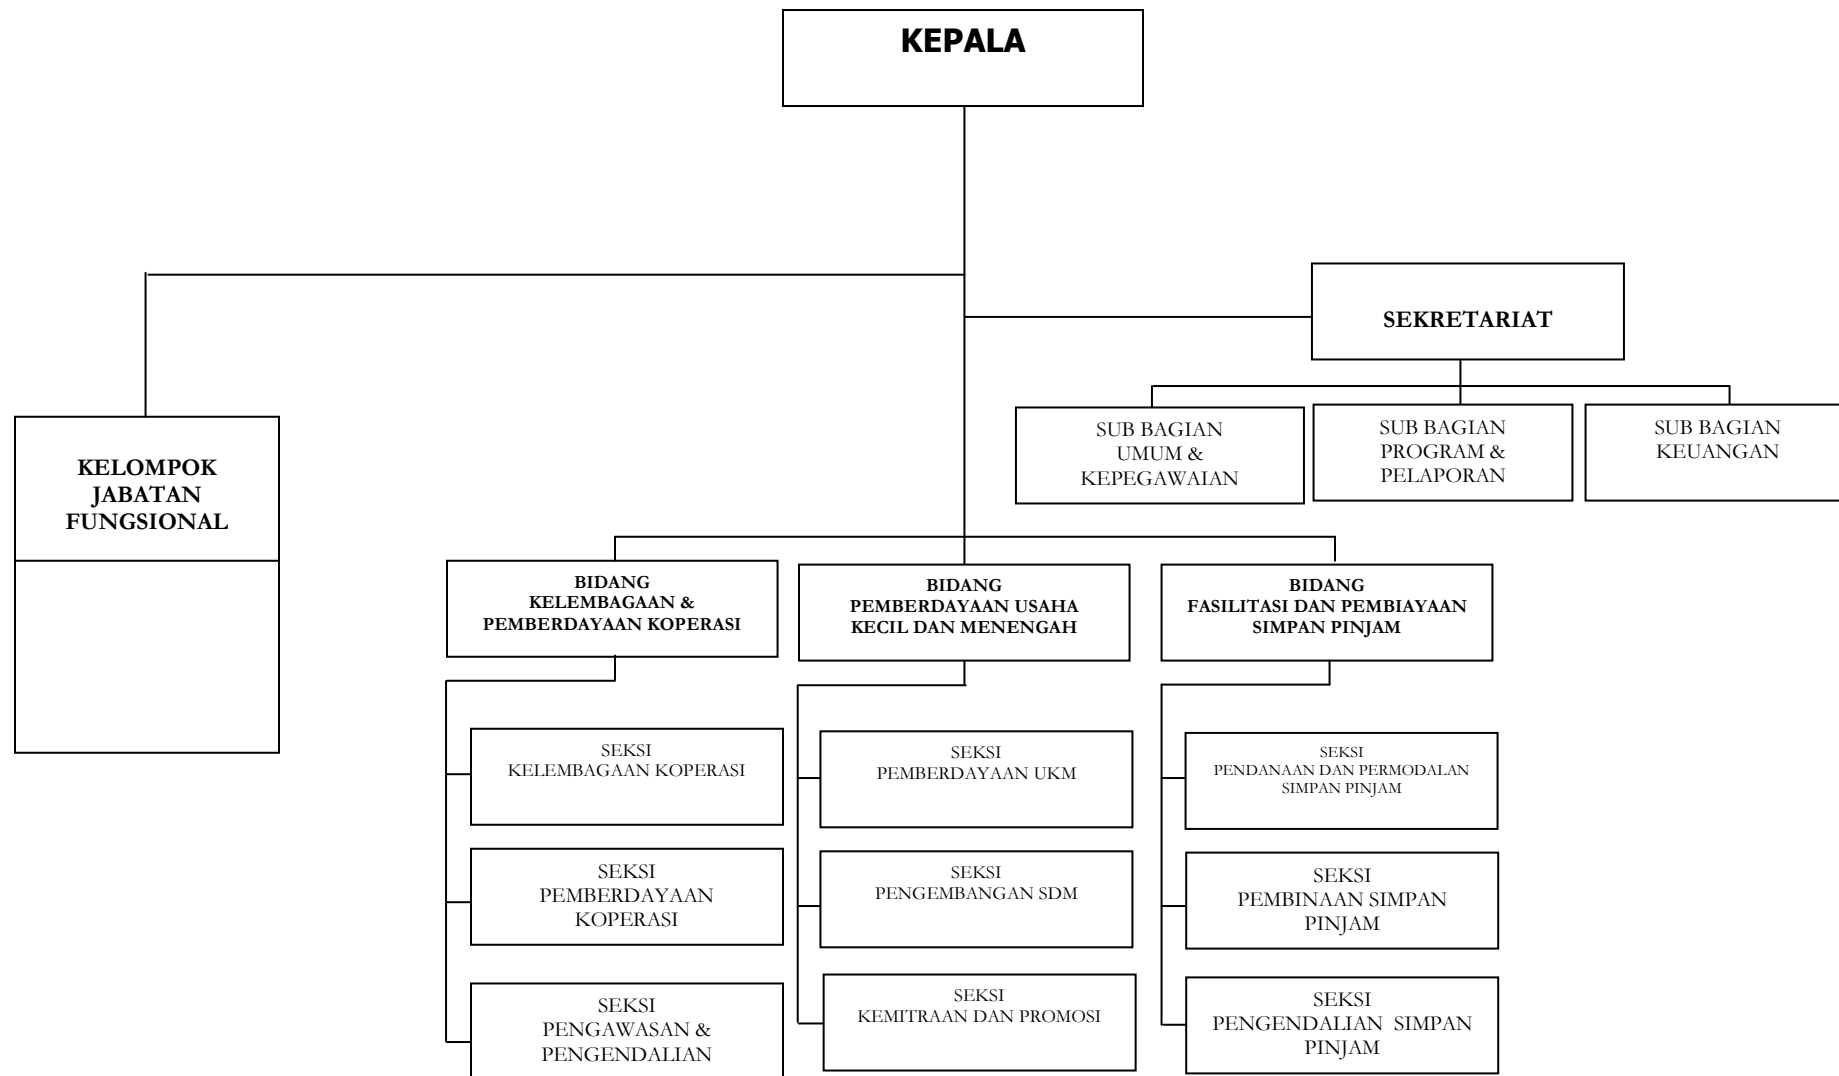 KEPALA
SEKRETARIAT
SUB BAGIAN
UMUM &
KEPEGAWAIAN
SUB BAGIAN
PROGRAM &
PELAPORAN
SUB BAGIAN
KEUANGAN
KELOMPOK
JABATAN
FUNGSIONAL
BIDANG
KELEMBAGAAN &
PEMBERDAYAAN KOPERASI
BIDANG
PEMBERDAYAAN USAHA
KECIL DAN MENENGAH
BIDANG
FASILITASI DAN PEMBIAYAAN
SIMPAN PINJAM
SEKSI
KELEMBAGAAN KOPERASI
SEKSI
PEMBERDAYAAN UKM
SEKSI
PENDANAAN DAN PERMODALAN
SIMPAN PINJAM
SEKSI
PEMBERDAYAAN
KOPERASI
SEKSI
PENGEMBANGAN SDM
SEKSI
PEMBINAAN SIMPAN
PINJAM
SEKSI
PENGAWASAN &
PENGENDALIAN
SEKSI
KEMITRAAN DAN PROMOSI
SEKSI
PENGENDALIAN SIMPAN
PINJAM